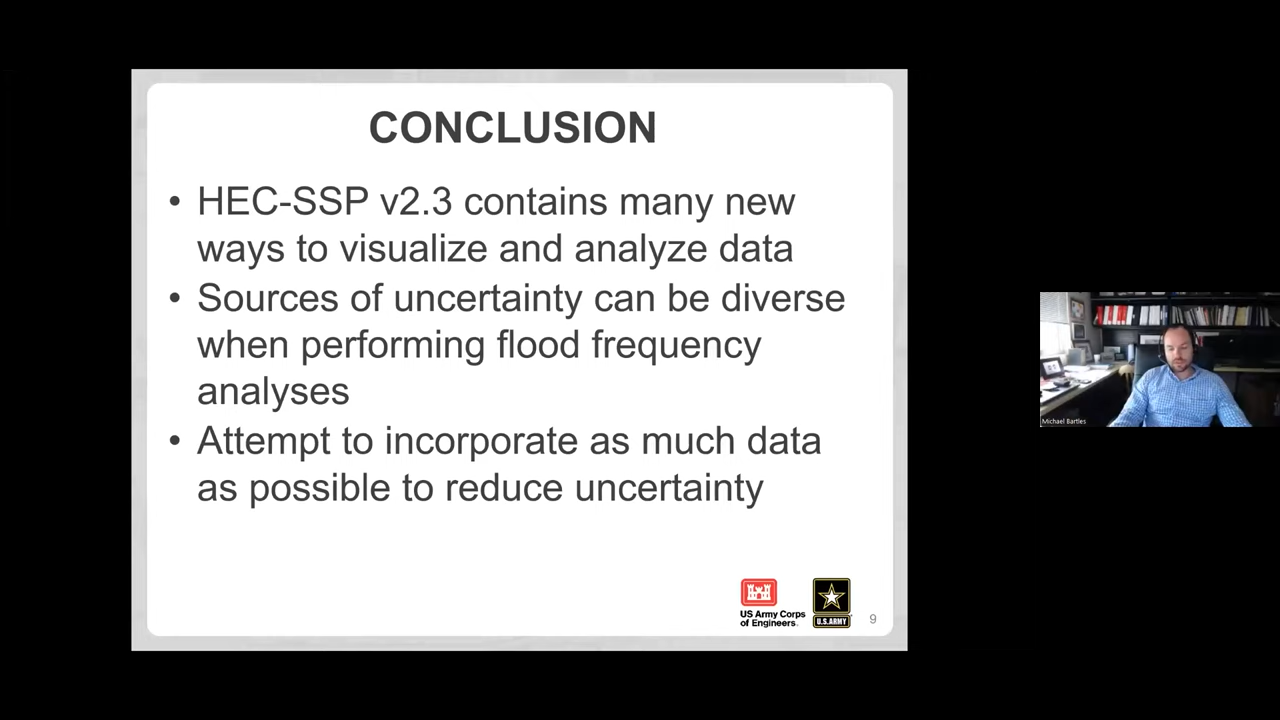 CONCLUSION
• HEC-SSP v2.3 contains many new
ways to visualize and analyze data
• Sources of uncertainty can be diverse
when performing flood frequency
analyses
• Attempt to incorporate as much data
as possible to reduce uncertainty
US Army Corps
of Engineers
U.S.ARMY
9
Michael Bartles